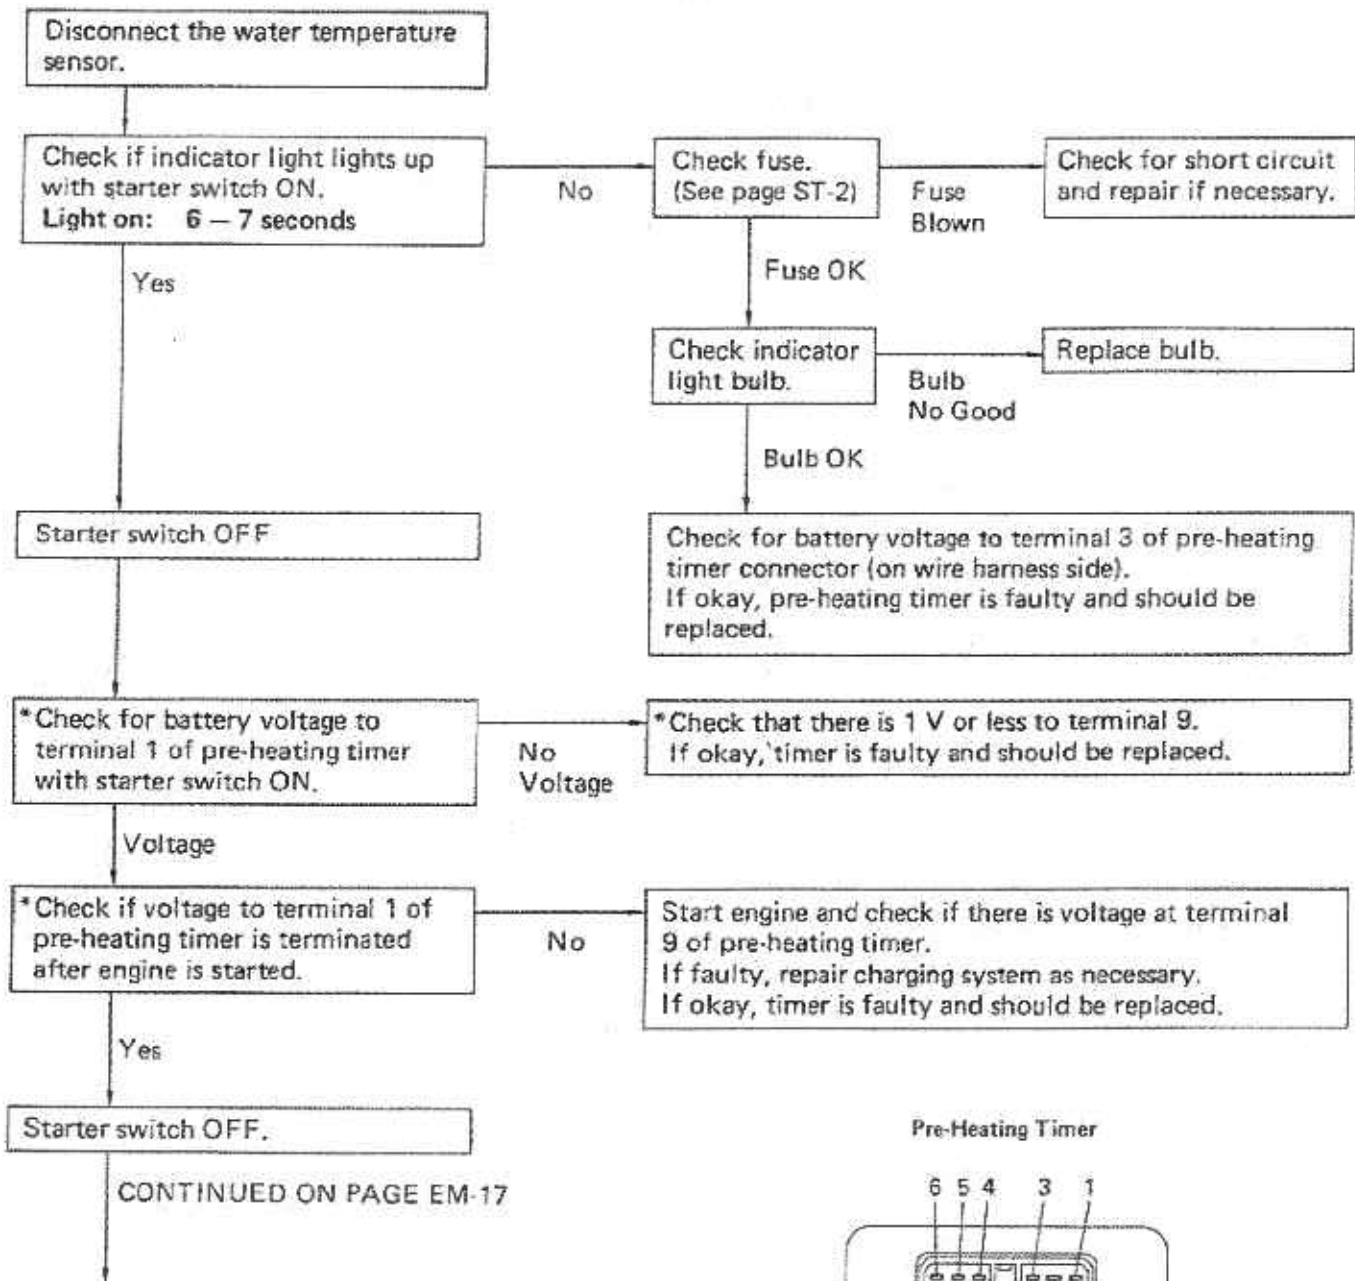 Disconnect the water temperature
sensor.
Check if indicator light lights up
with starter switch ON.
Light on: 6 – 7 seconds
No
Check fuse.
(See page ST-2)
Fuse
Blown
Check for short circuit
and repair if necessary.
Yes
Fuse OK
Check indicator
light bulb.
Bulb
No Good
Replace bulb.
Bulb OK
Starter switch OFF
Check for battery voltage to terminal 3 of pre-heating
timer connector (on wire harness side).
If okay, pre-heating timer is faulty and should be
replaced.
*Check for battery voltage to
terminal 1 of pre-heating timer
with starter switch ON.
No
Voltage
*Check that there is 1 V or less to terminal 9.
If okay, timer is faulty and should be replaced.
Voltage
*Check if voltage to terminal 1 of
pre-heating timer is terminated
after engine is started.
No
Start engine and check if there is voltage at terminal
9 of pre-heating timer.
If faulty, repair charging system as necessary.
If okay, timer is faulty and should be replaced.
Yes
Starter switch OFF.
CONTINUED ON PAGE EM-17
Pre-Heating Timer
6 5 4 3 1